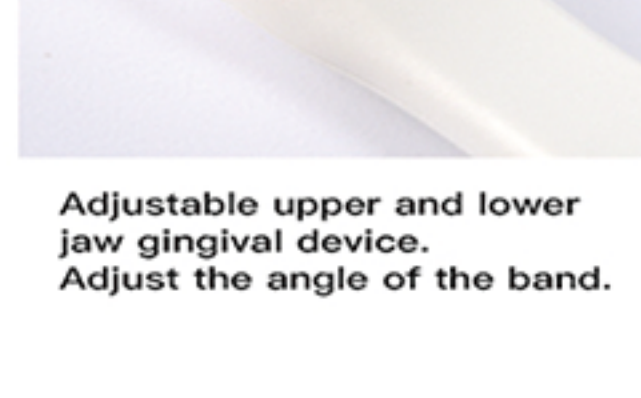 Adjustable upper and lower
jaw gingival device.
Adjust the angle of the band.